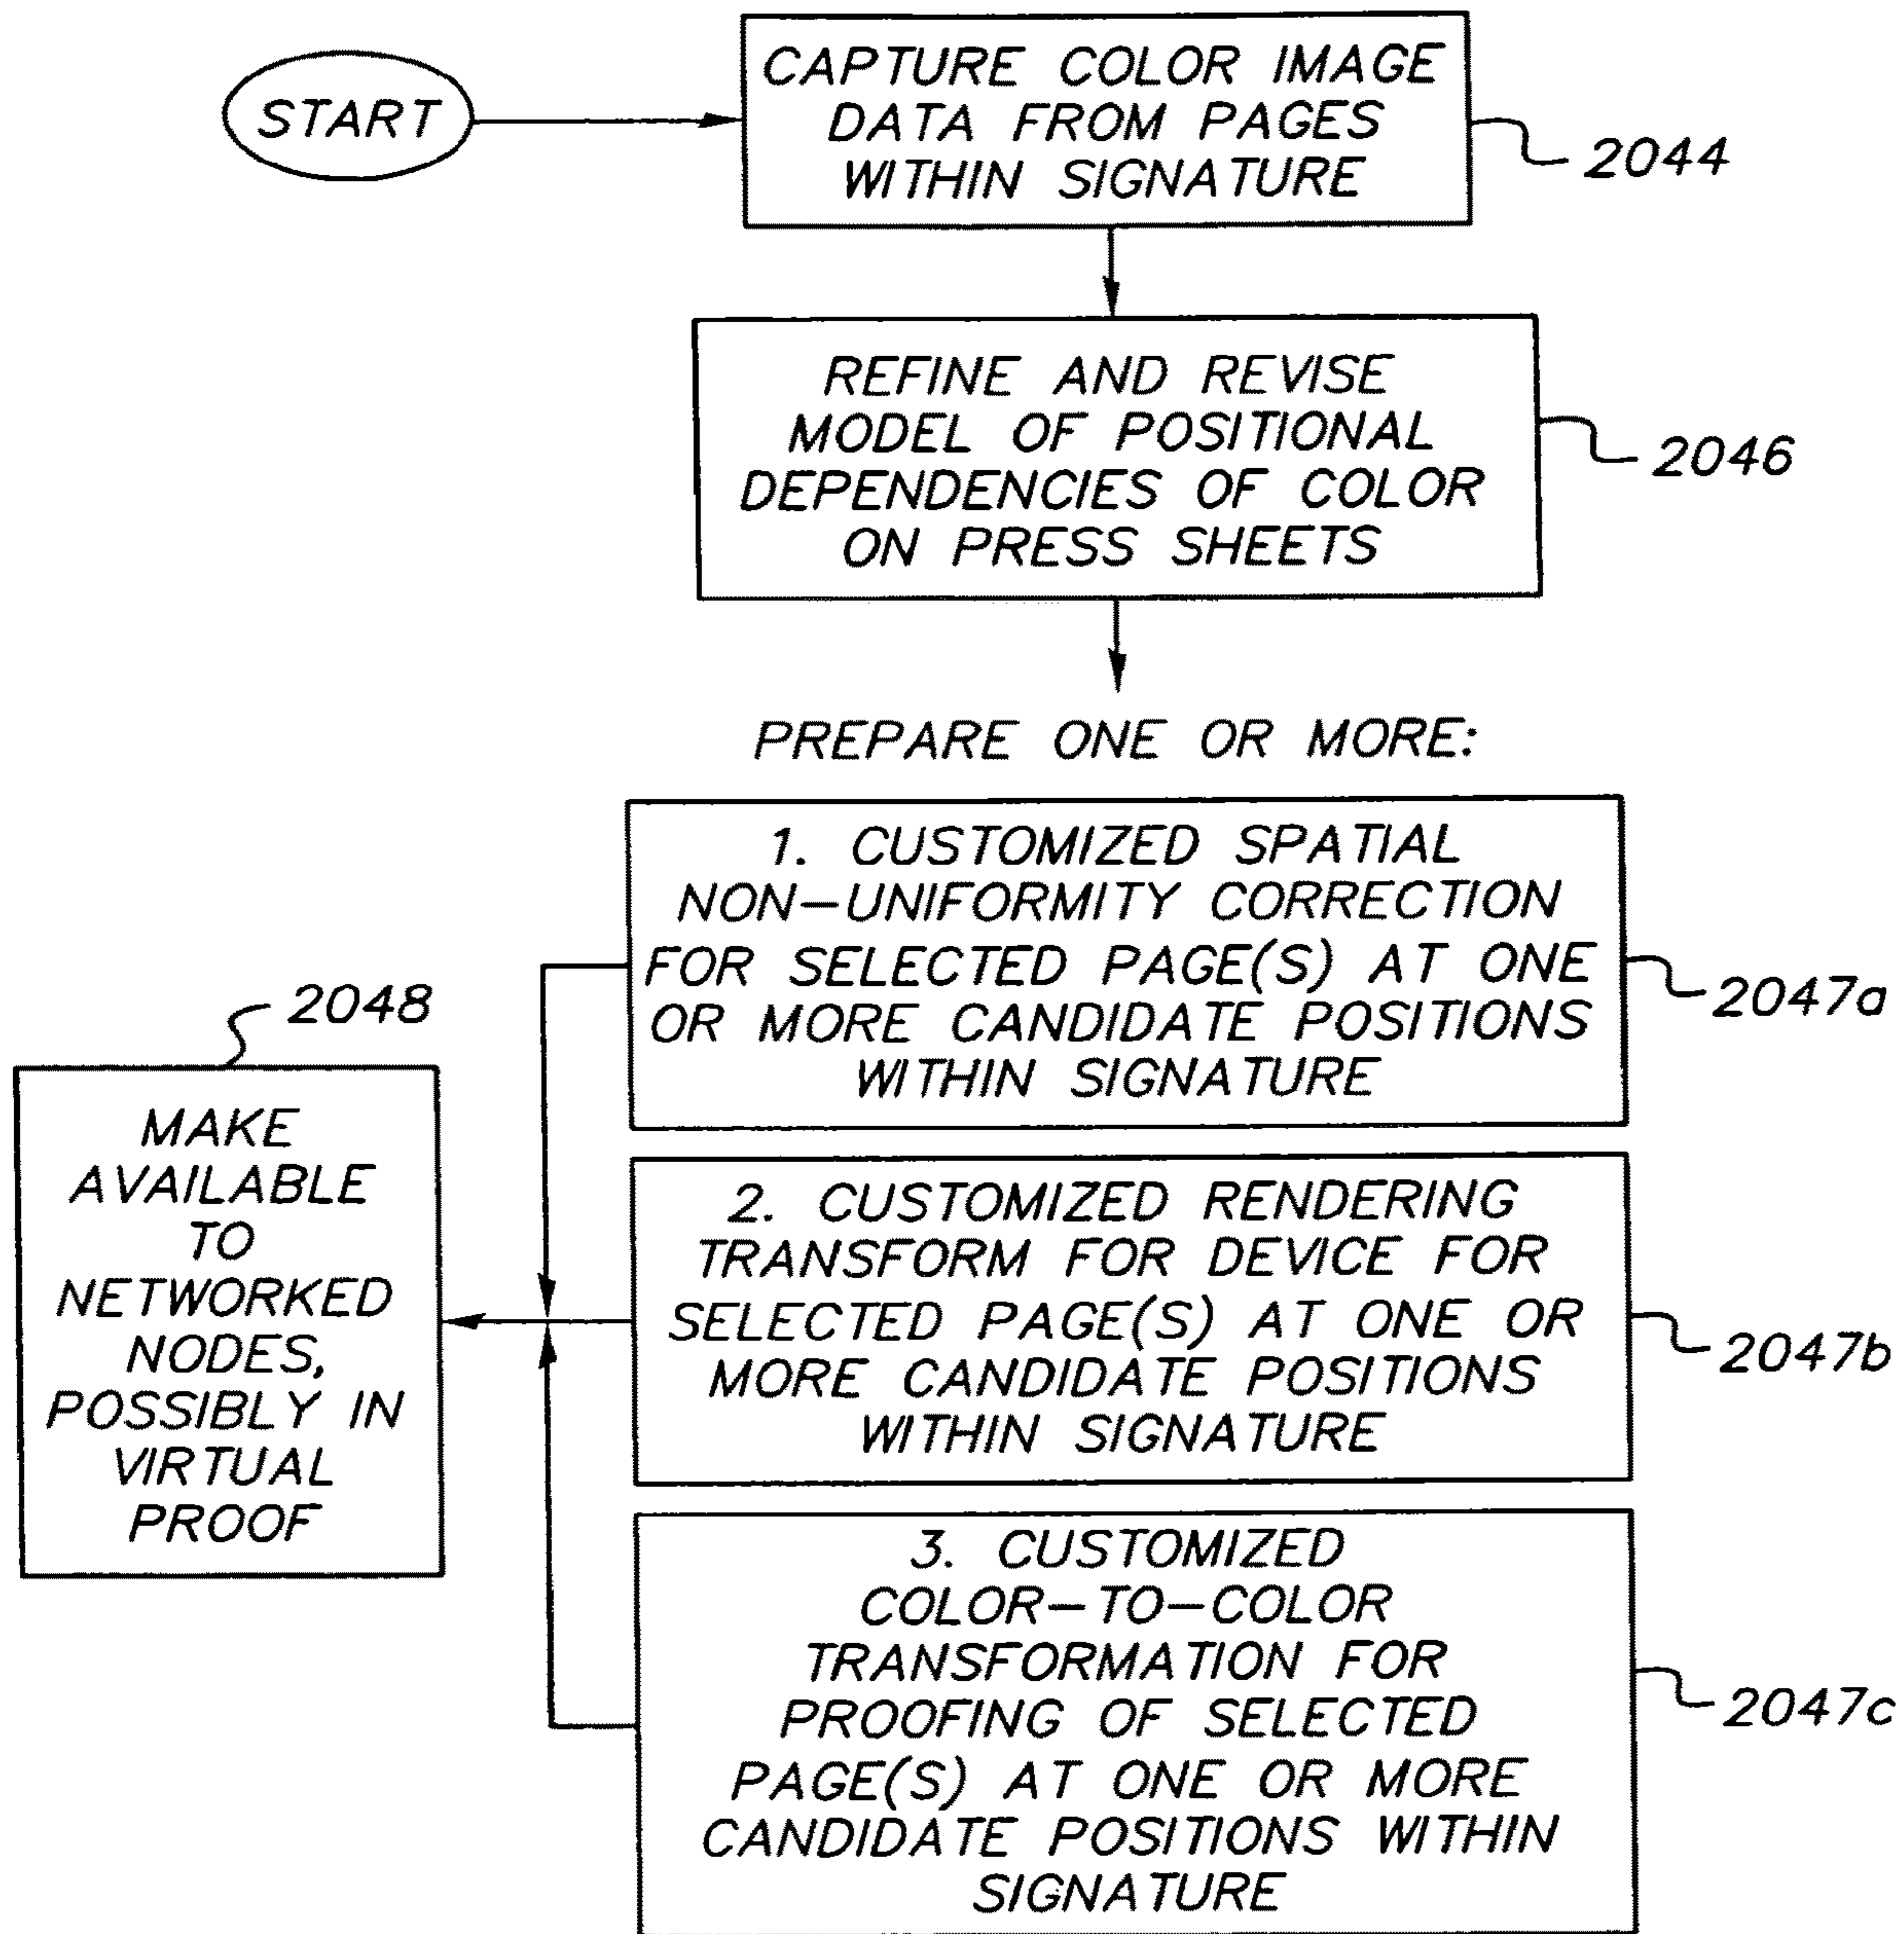 START
CAPTURE COLOR IMAGE
DATA FROM PAGES
WITHIN SIGNATURE
2044
REFINE AND REVISE
MODEL OF POSITIONAL
DEPENDENCIES OF COLOR
ON PRESS SHEETS
2046
PREPARE ONE OR MORE:
1. CUSTOMIZED SPATIAL
NON-UNIFORMITY CORRECTION
FOR SELECTED PAGE(S) AT ONE
OR MORE CANDIDATE POSITIONS
WITHIN SIGNATURE
2047a
2. CUSTOMIZED RENDERING
TRANSFORM FOR DEVICE FOR
SELECTED PAGE(S) AT ONE OR
MORE CANDIDATE POSITIONS
WITHIN SIGNATURE
2047b
3. CUSTOMIZED
COLOR-TO-COLOR
TRANSFORMATION FOR
PROOFING OF SELECTED
PAGE(S) AT ONE OR MORE
CANDIDATE POSITIONS WITHIN
SIGNATURE
2047c
2048
MAKE
AVAILABLE
TO
NETWORKED
NODES,
POSSIBLY IN
VIRTUAL
PROOF